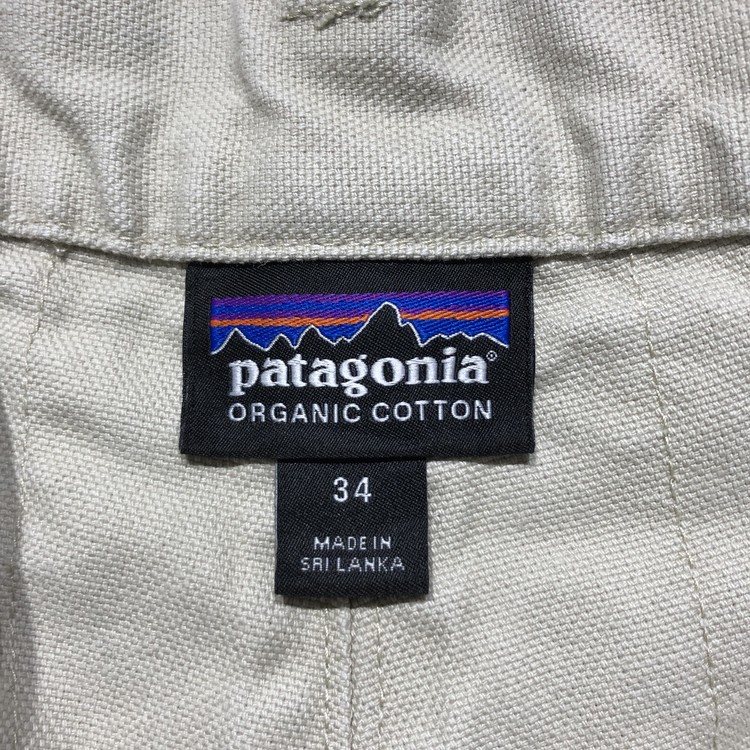 patagonia®
ORGANIC COTTON
34
MADE IN
SRI LANKA